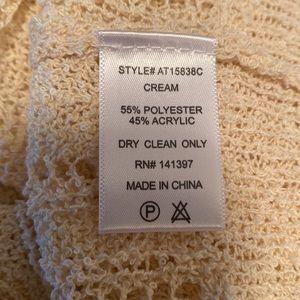 STYLE# AT15838C
CREAM
55% POLYESTER
45% ACRYLIC
DRY CLEAN ONLY
RN# 141397
MADE IN CHINA
P